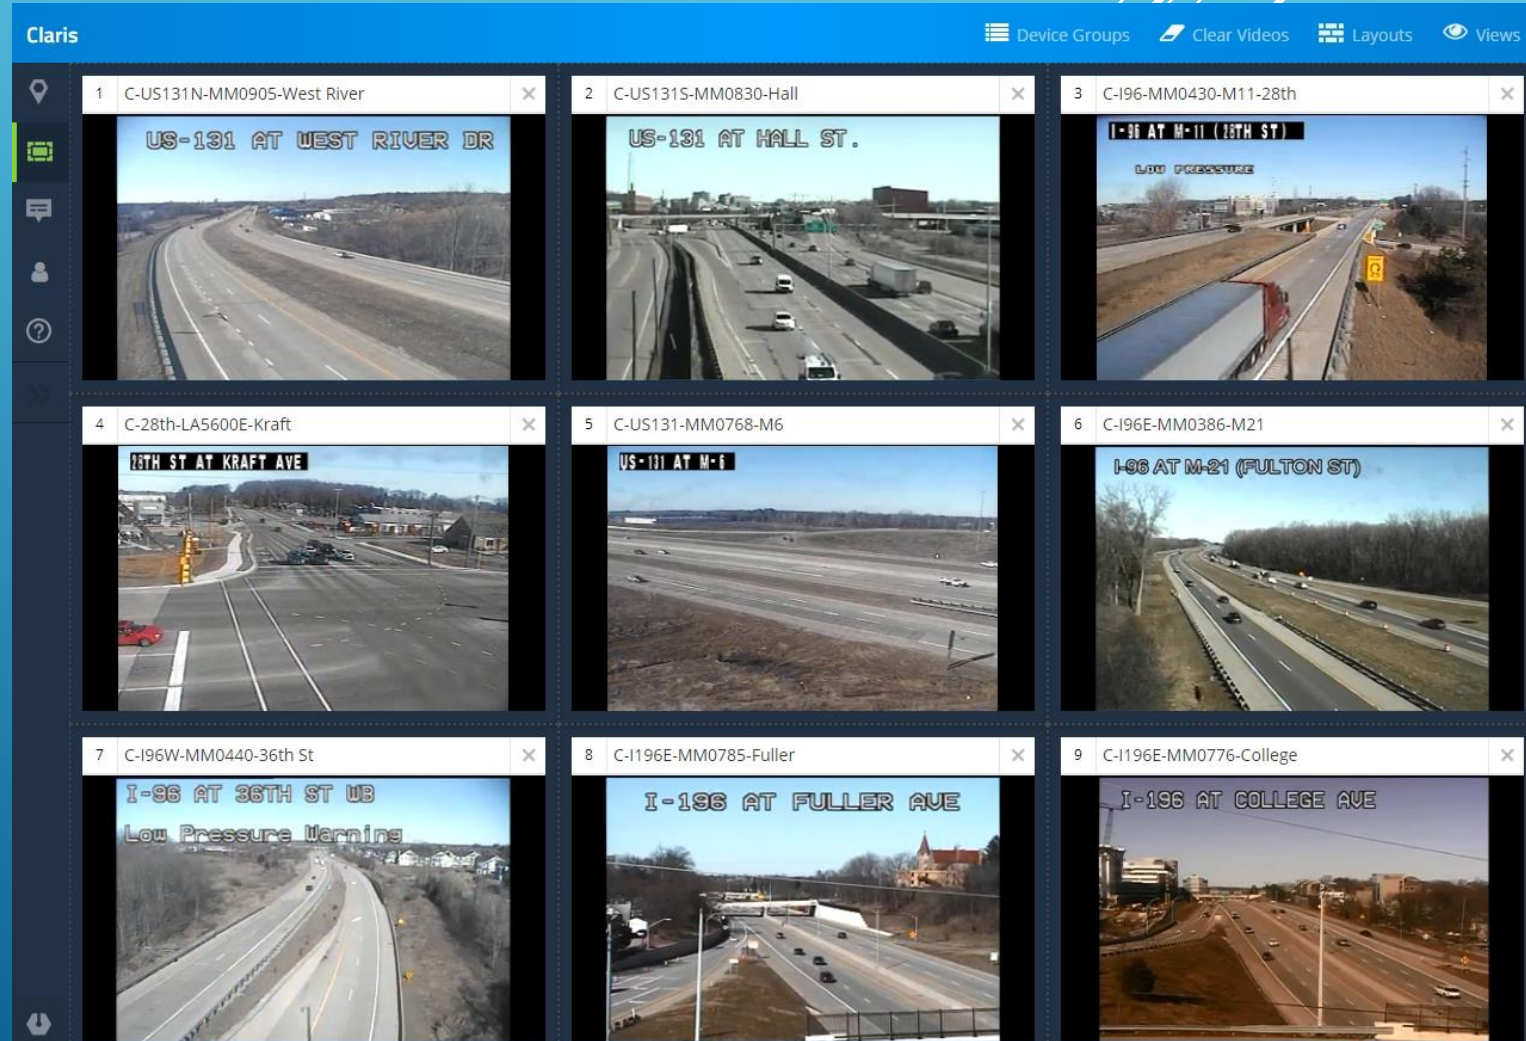 Claris
Device Groups
Clear Videos
Layouts
Views
1 C-US131N-MM0905-West River
US-131 AT WEST RIVER DR
2 C-US131S-MM0830-Hall
US-131 AT HALL ST.
3 C-I96-MM0430-M11-28th
I-96 AT M-11 (28TH ST)
LOW PRESSURE
4 C-28th-LA5600E-Kraft
28TH ST AT KRAFT AVE
5 C-US131-MM0768-M6
US-131 AT M-6
6 C-I96E-MM0386-M21
I-96 AT M-21 (FULTON ST)
7 C-I96W-MM0440-36th St
I-96 AT 36TH ST WB
Low Pressure Warning
8 C-I196E-MM0785-Fuller
I-196 AT FULLER AVE
9 C-I196E-MM0776-College
I-196 AT COLLEGE AVE